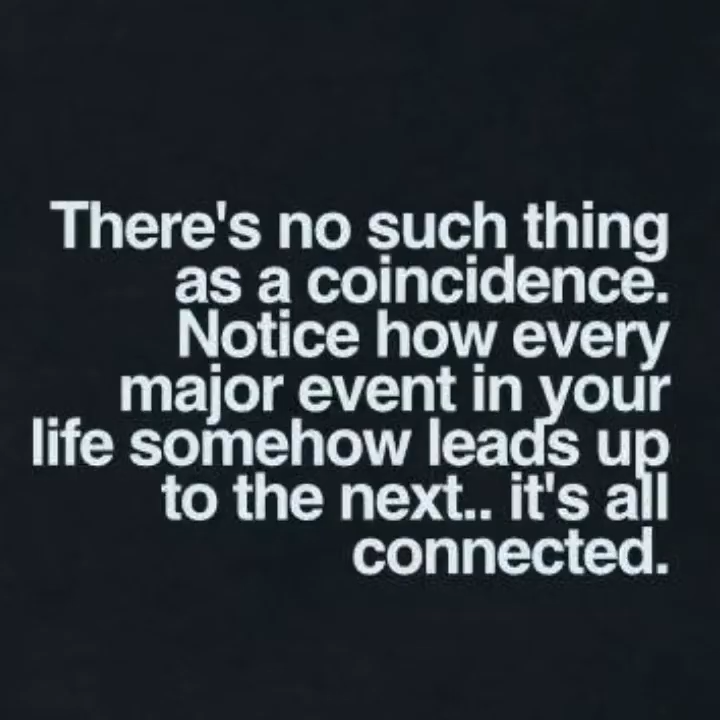 There's no such thing
as a coincidence.
Notice how every
major event in your
life somehow leads up
to the next.. it's all
connected.